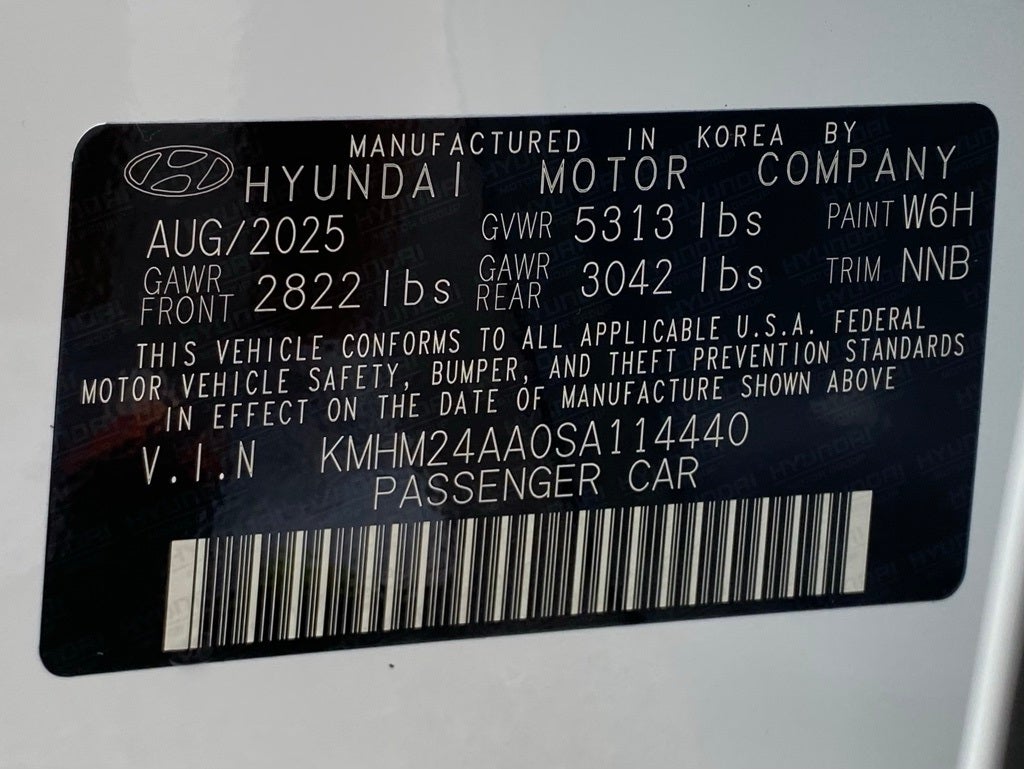 MANUFACTURED IN KOREA BY
HYUNDAI MOTOR COMPANY
AUG/2025 GVWR 5313 lbs PAINT W6H
GAWR FRONT 2822 lbs GAWR REAR 3042 lbs TRIM NNB
THIS VEHICLE CONFORMS TO ALL APPLICABLE U.S.A. FEDERAL
MOTOR VEHICLE SAFETY, BUMPER, AND THEFT PREVENTION STANDARDS
IN EFFECT ON THE DATE OF MANUFACTURE SHOWN ABOVE
V.I.N KMHM24AA0SA114440
PASSENGER CAR